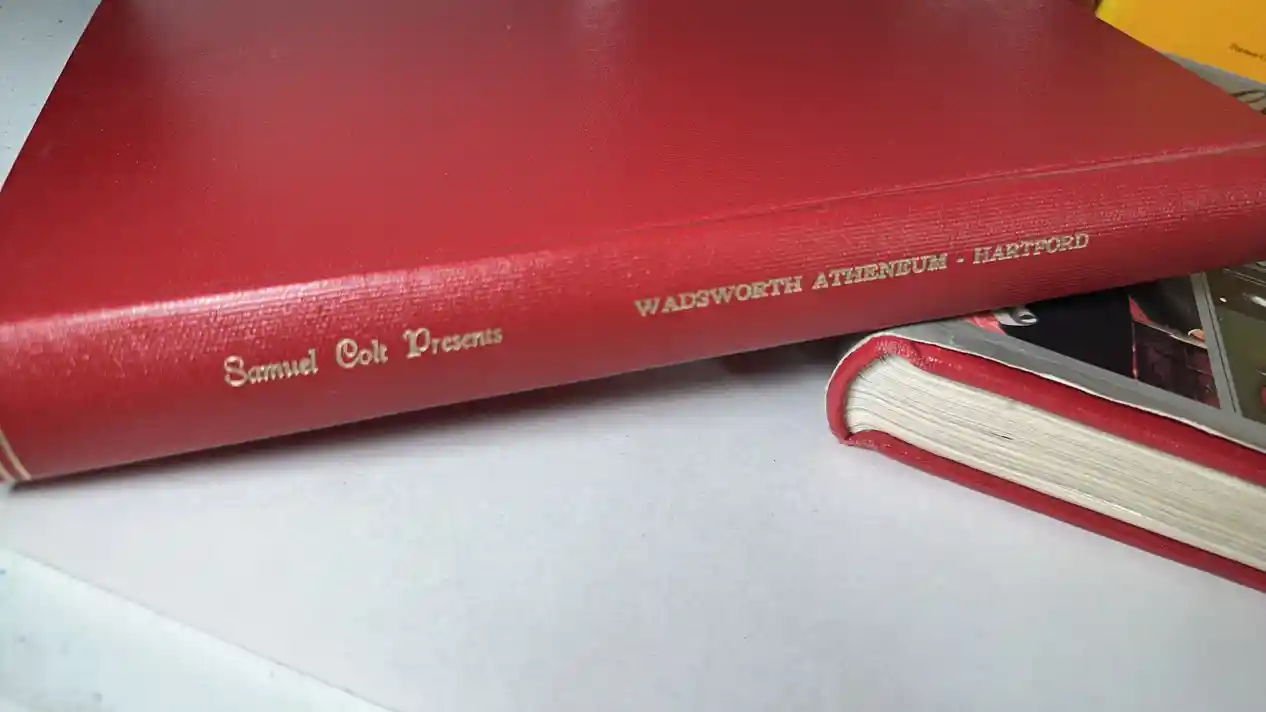 Samuel Colt Presents
WADSWORTH ATHENEUM - HARTFORD